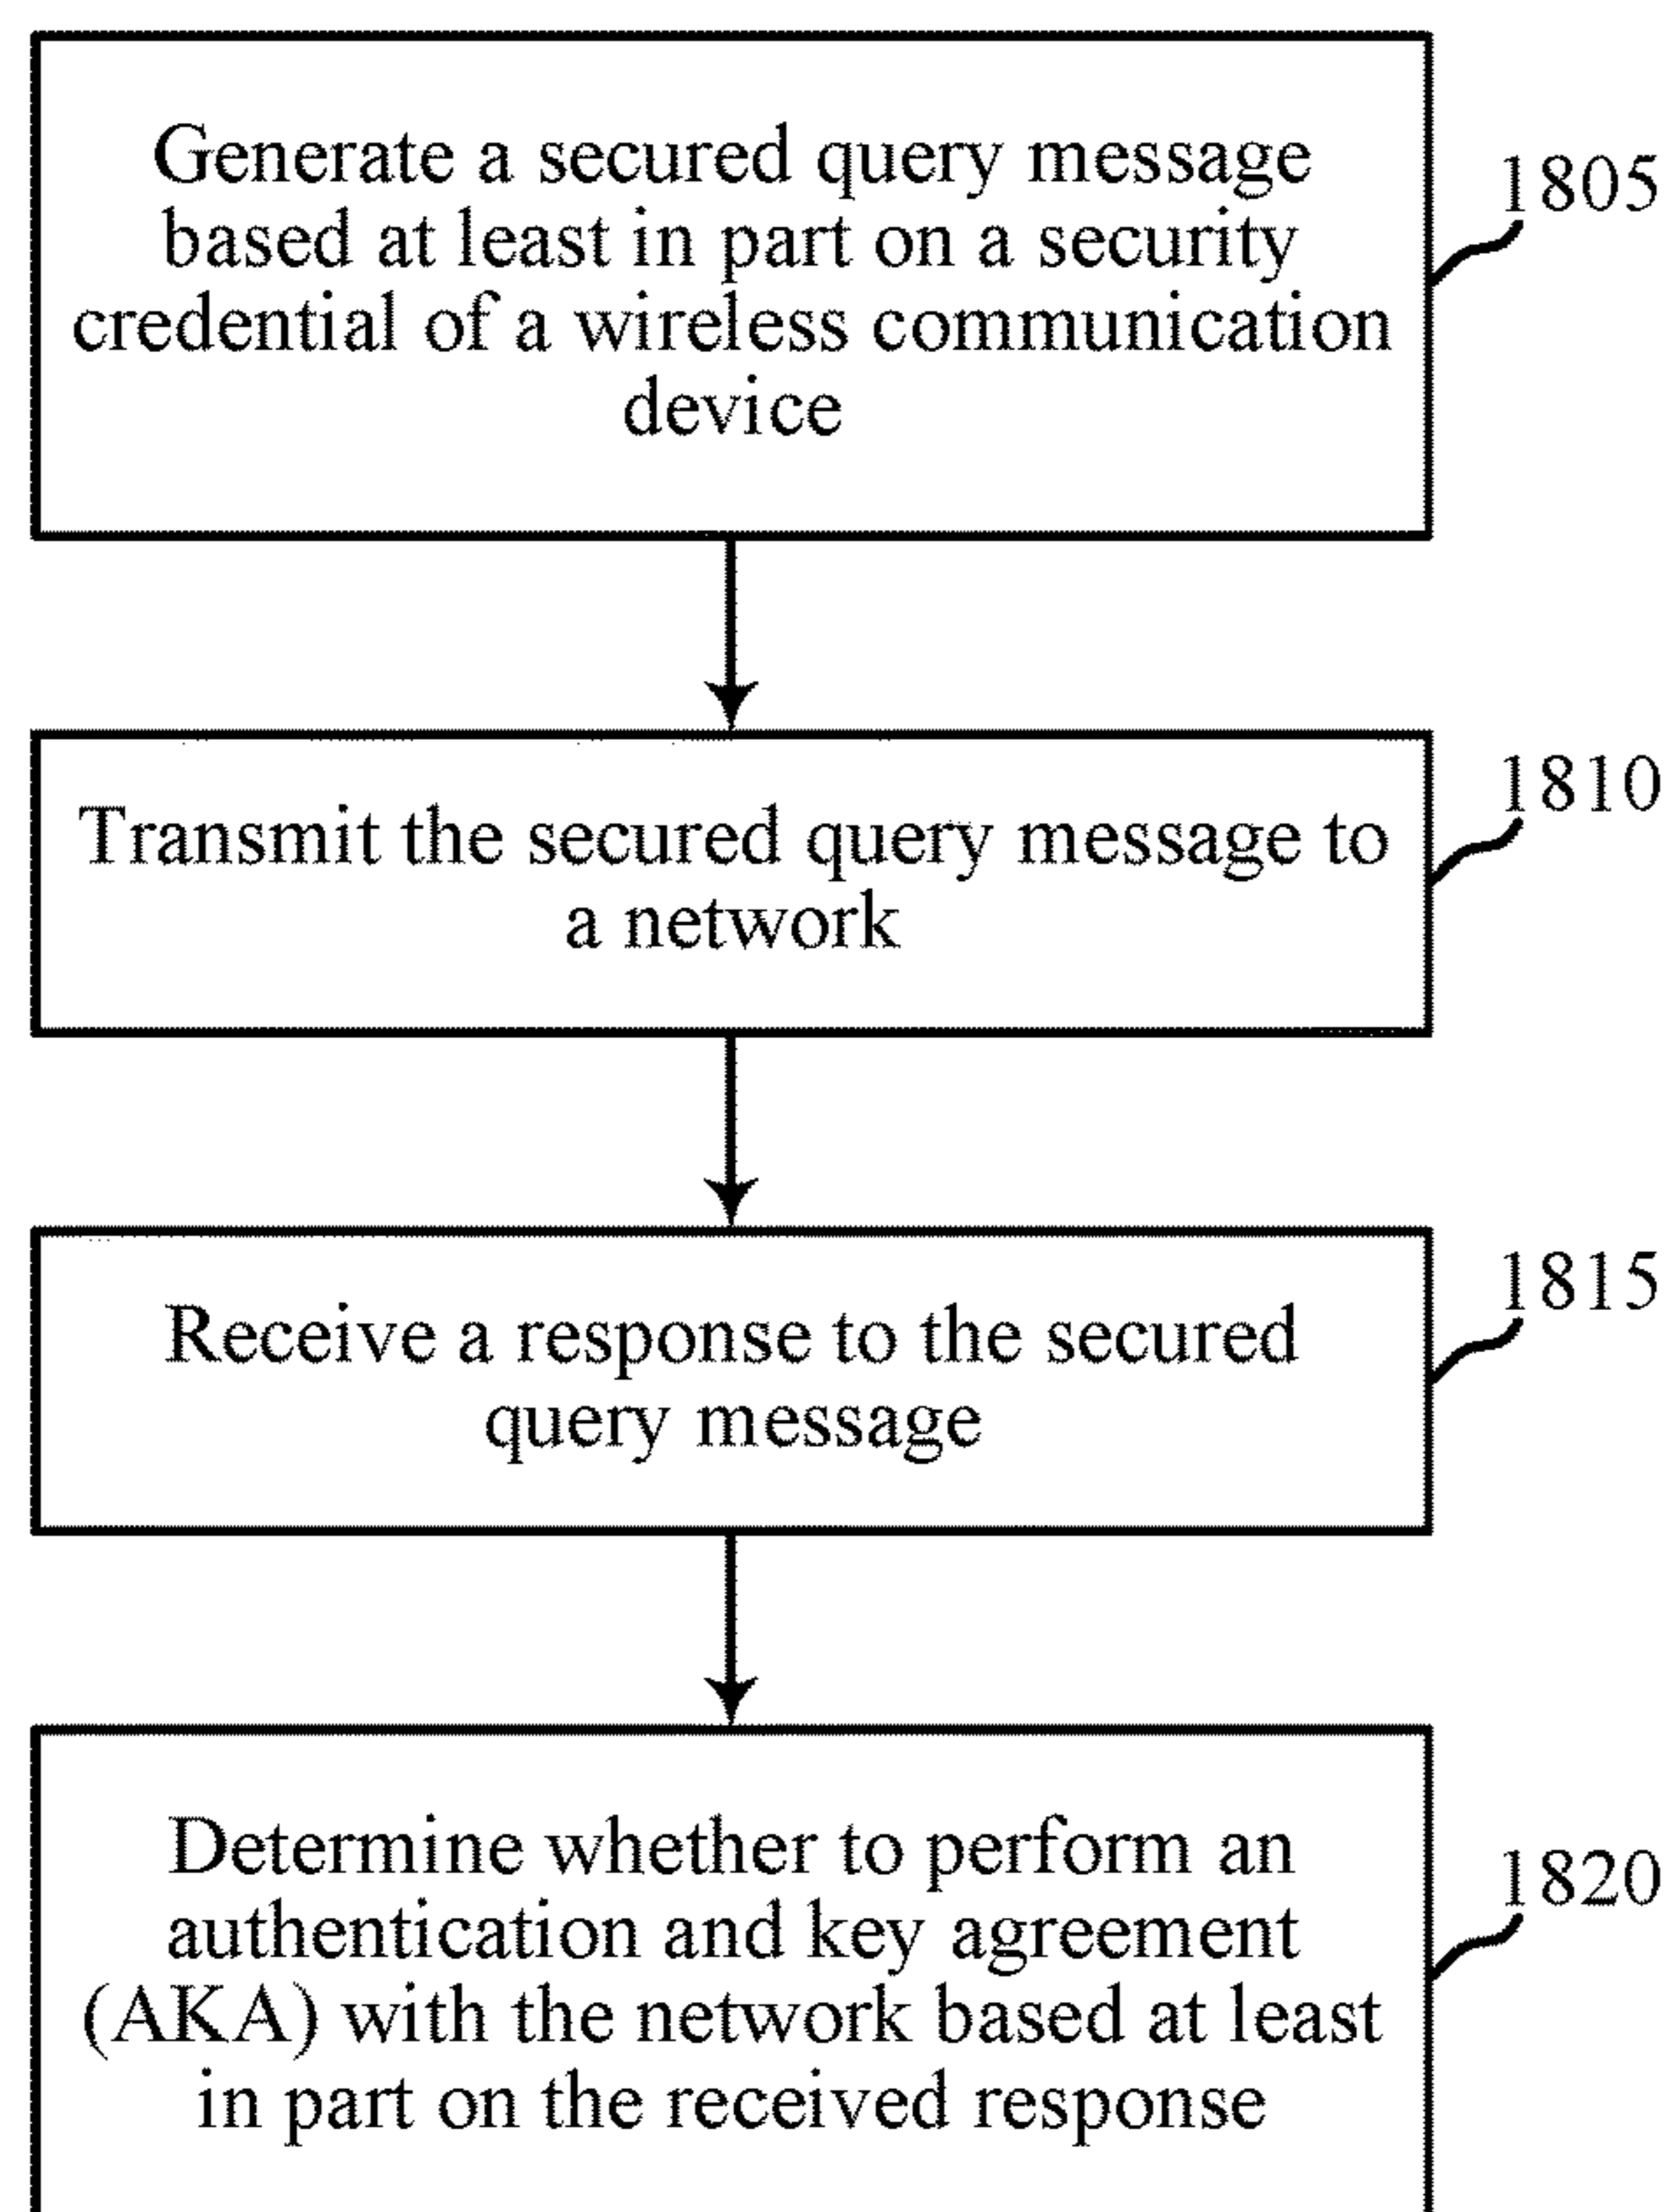 Generate a secured query message
based at least in part on a security
credential of a wireless communication
device
1805
Transmit the secured query message to
a network
1810
Receive a response to the secured
query message
1815
Determine whether to perform an
authentication and key agreement
(AKA) with the network based at least
in part on the received response
1820